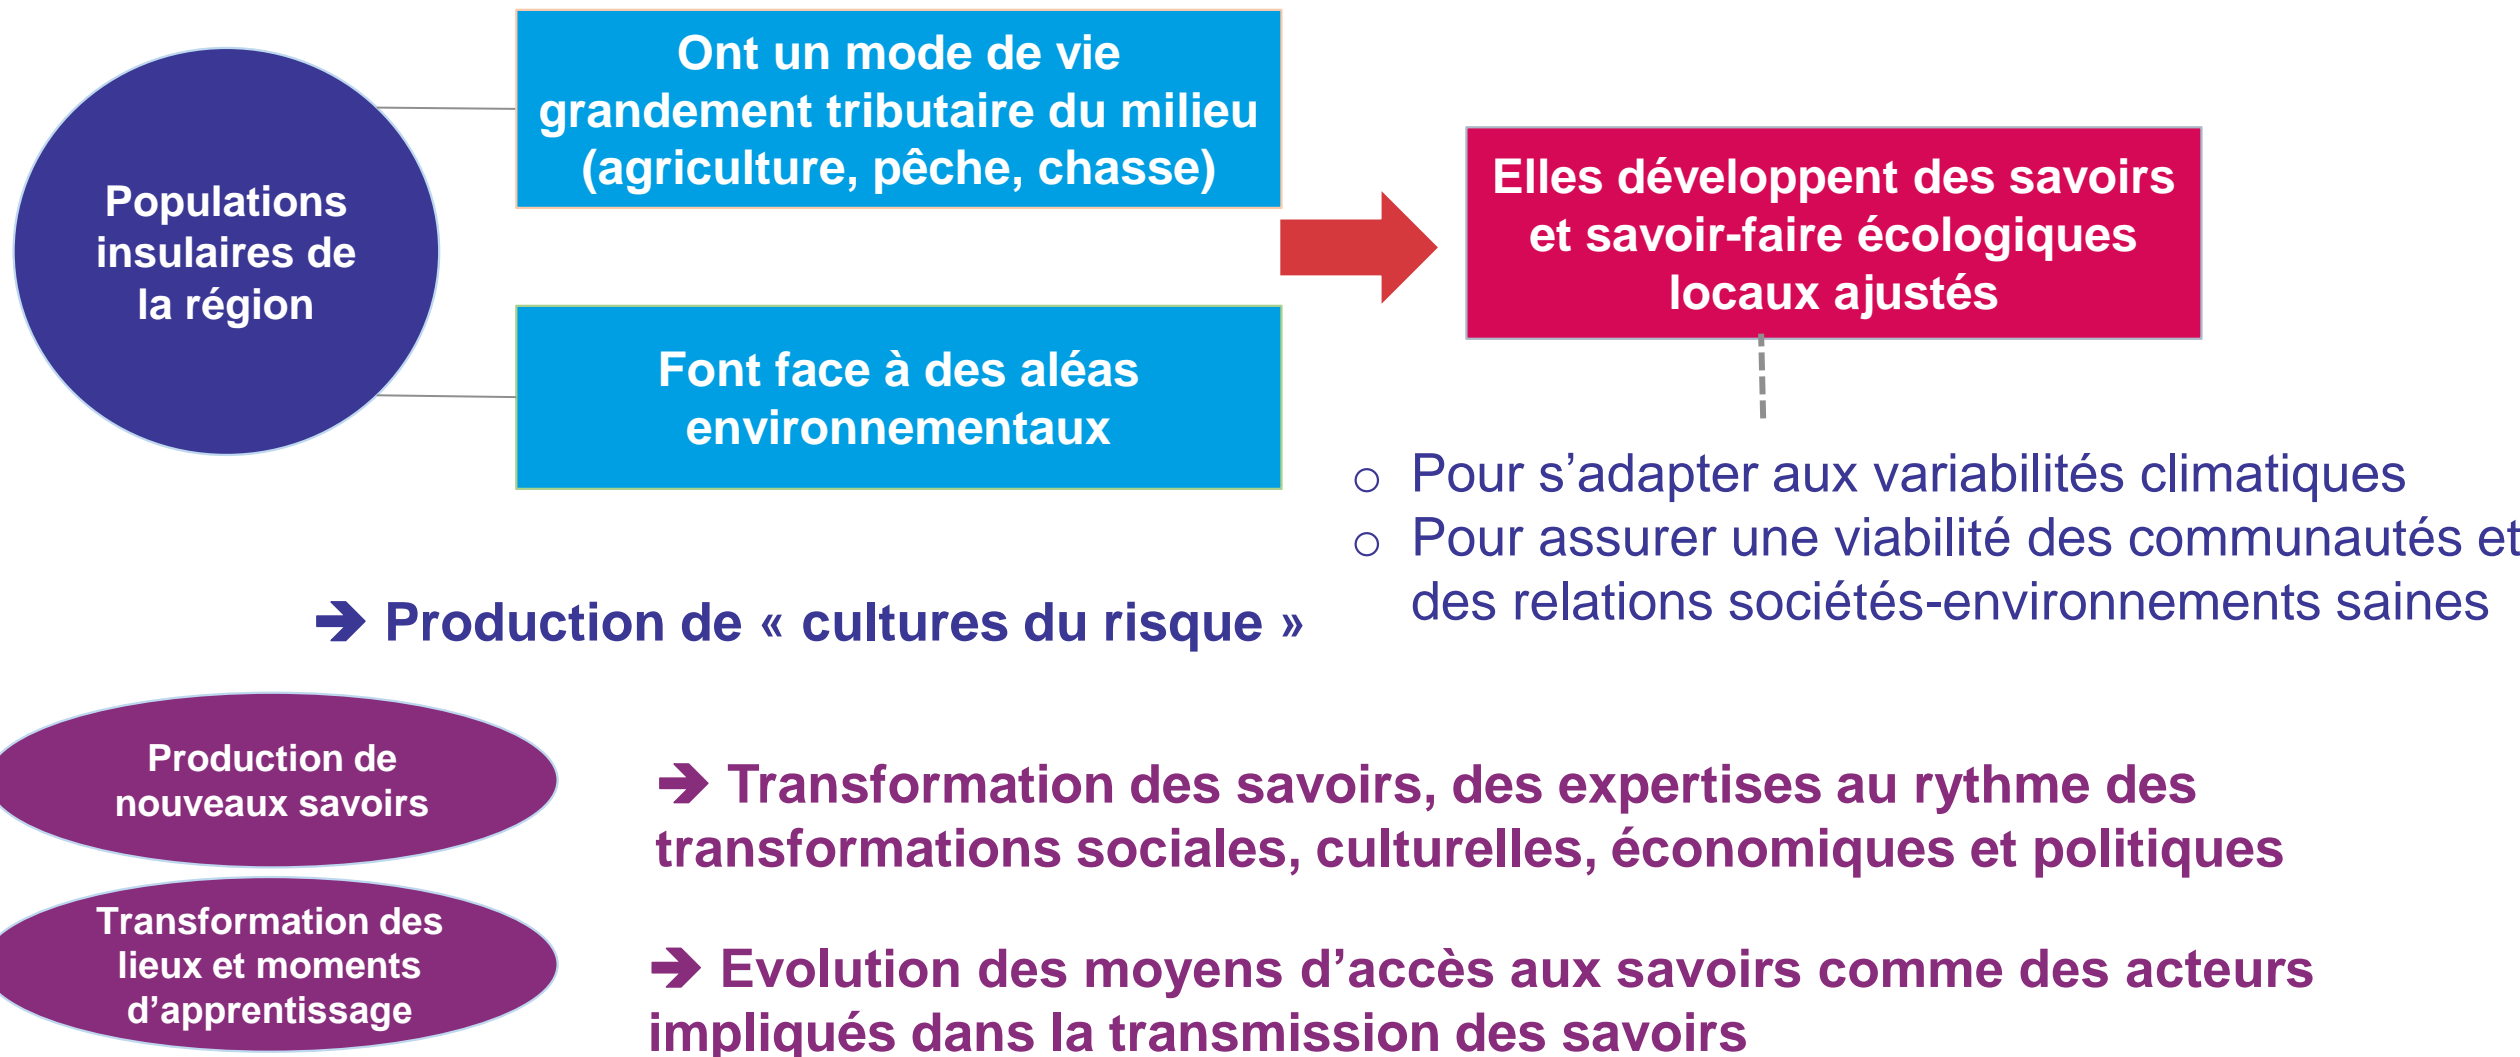 Populations
insulaires de
la région
Ont un mode de vie
grandement tributaire du milieu
(agriculture, pêche, chasse)
Font face à des aléas
environnementaux
Elles développent des savoirs
et savoir-faire écologiques
locaux ajustés
○ Pour s’adapter aux variabilités climatiques
○ Pour assurer une viabilité des communautés et
des relations sociétés-environnements saines
➔ Production de « cultures du risque »
Production de
nouveaux savoirs
➔ Transformation des savoirs, des expertises au rythme des
transformations sociales, culturelles, économiques et politiques
Transformation des
lieux et moments
d’apprentissage
➔ Evolution des moyens d’accès aux savoirs comme des acteurs
impliqués dans la transmission des savoirs